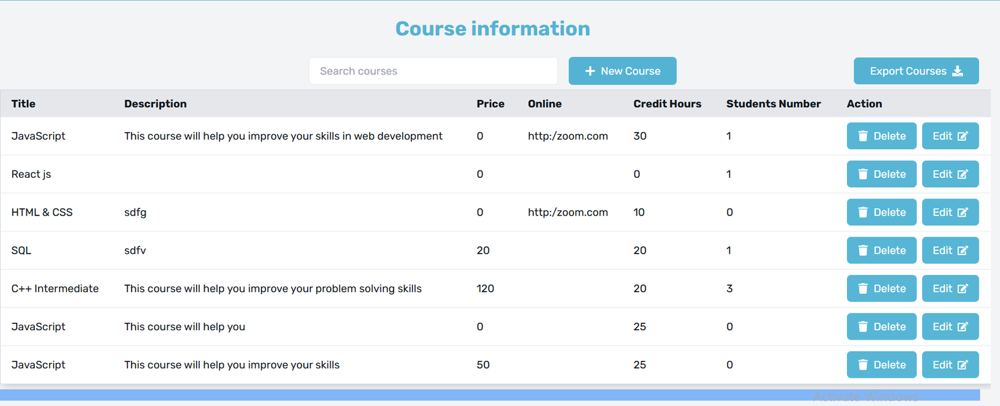 Course information
Search courses
New Course
Export Courses
Title Description Price Online Credit Hours Students Number Action
JavaScript This course will help you improve your skills in web development 0 http:/zoom.com 30 1 Delete Edit
React js 0 0 1 Delete Edit
HTML & CSS sdfg 0 http:/zoom.com 10 0 Delete Edit
SQL sdfv 20 20 1 Delete Edit
C++ Intermediate This course will help you improve your problem solving skills 120 20 3 Delete Edit
JavaScript This course will help you 0 25 0 Delete Edit
JavaScript This course will help you improve your skills 50 25 0 Delete Edit
Activate Windows